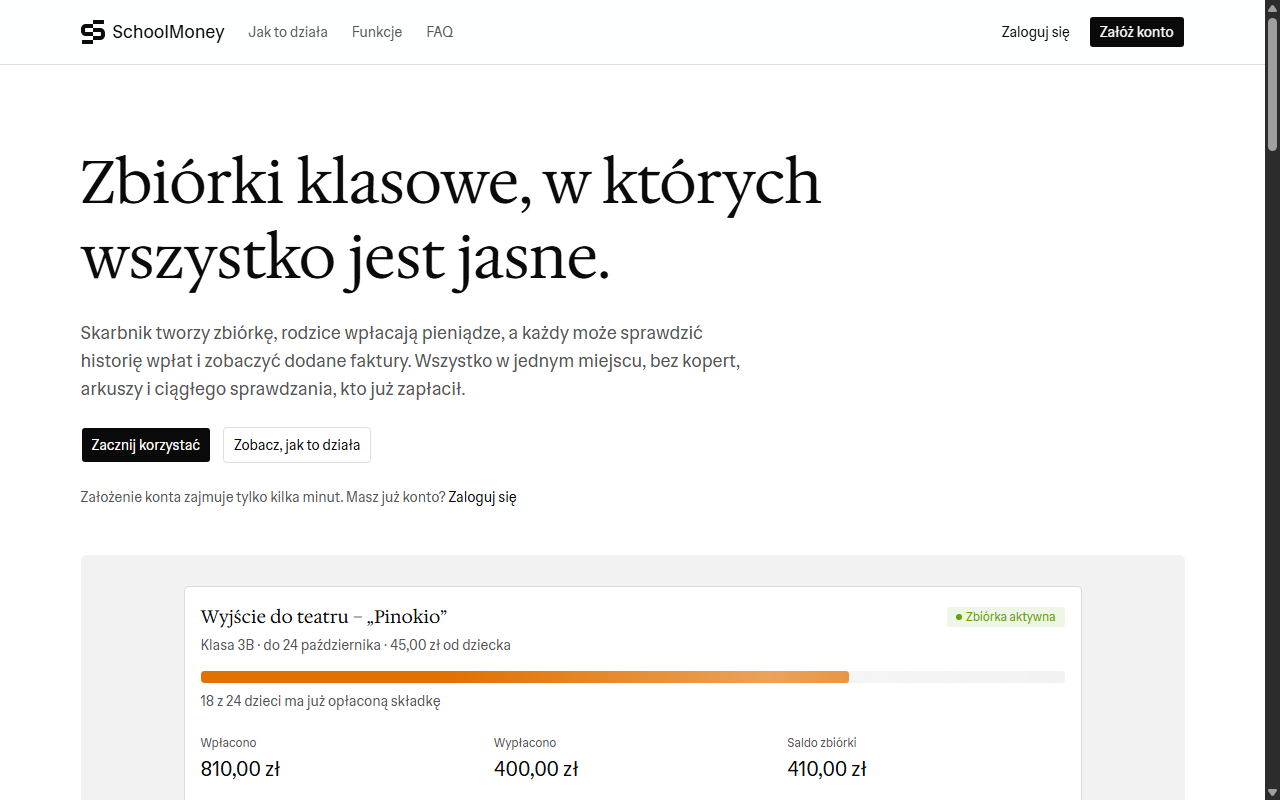 SchoolMoney
Jak to działa
Funkcje
FAQ
Zaloguj się
Załóż konto
Zbiórki klasowe, w których
wszystko jest jasne.
Skarbnik tworzy zbiórkę, rodzice wpłacają pieniądze, a każdy może sprawdzić
historię wpłat i zobaczyć dodane faktury. Wszystko w jednym miejscu, bez kopert,
arkuszy i ciągłego sprawdzania, kto już zapłacił.
Zacznij korzystać
Zobacz, jak to działa
Założenie konta zajmuje tylko kilka minut. Masz już konto? Zaloguj się
Wyjście do teatru – „Pinokio”
Zbiórka aktywna
Klasa 3B · do 24 października · 45,00 zł od dziecka
18 z 24 dzieci ma już opłaconą składkę
Wpłacono
Wypłacono
Saldo zbiórki
810,00 zł
400,00 zł
410,00 zł